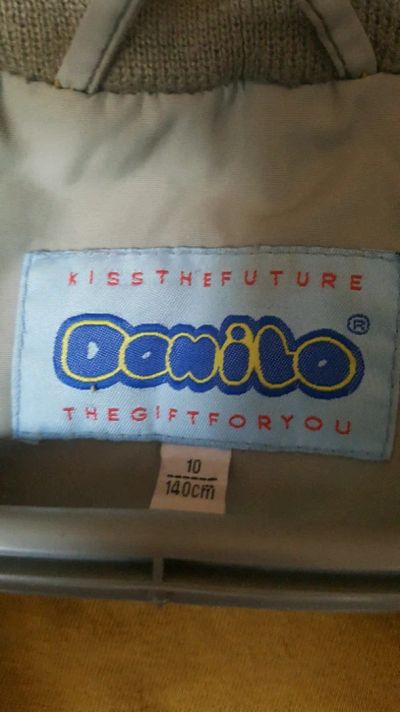 KISSTHEFUTURE
Danilo ®
THEGIFTFORYOU
10
140cm